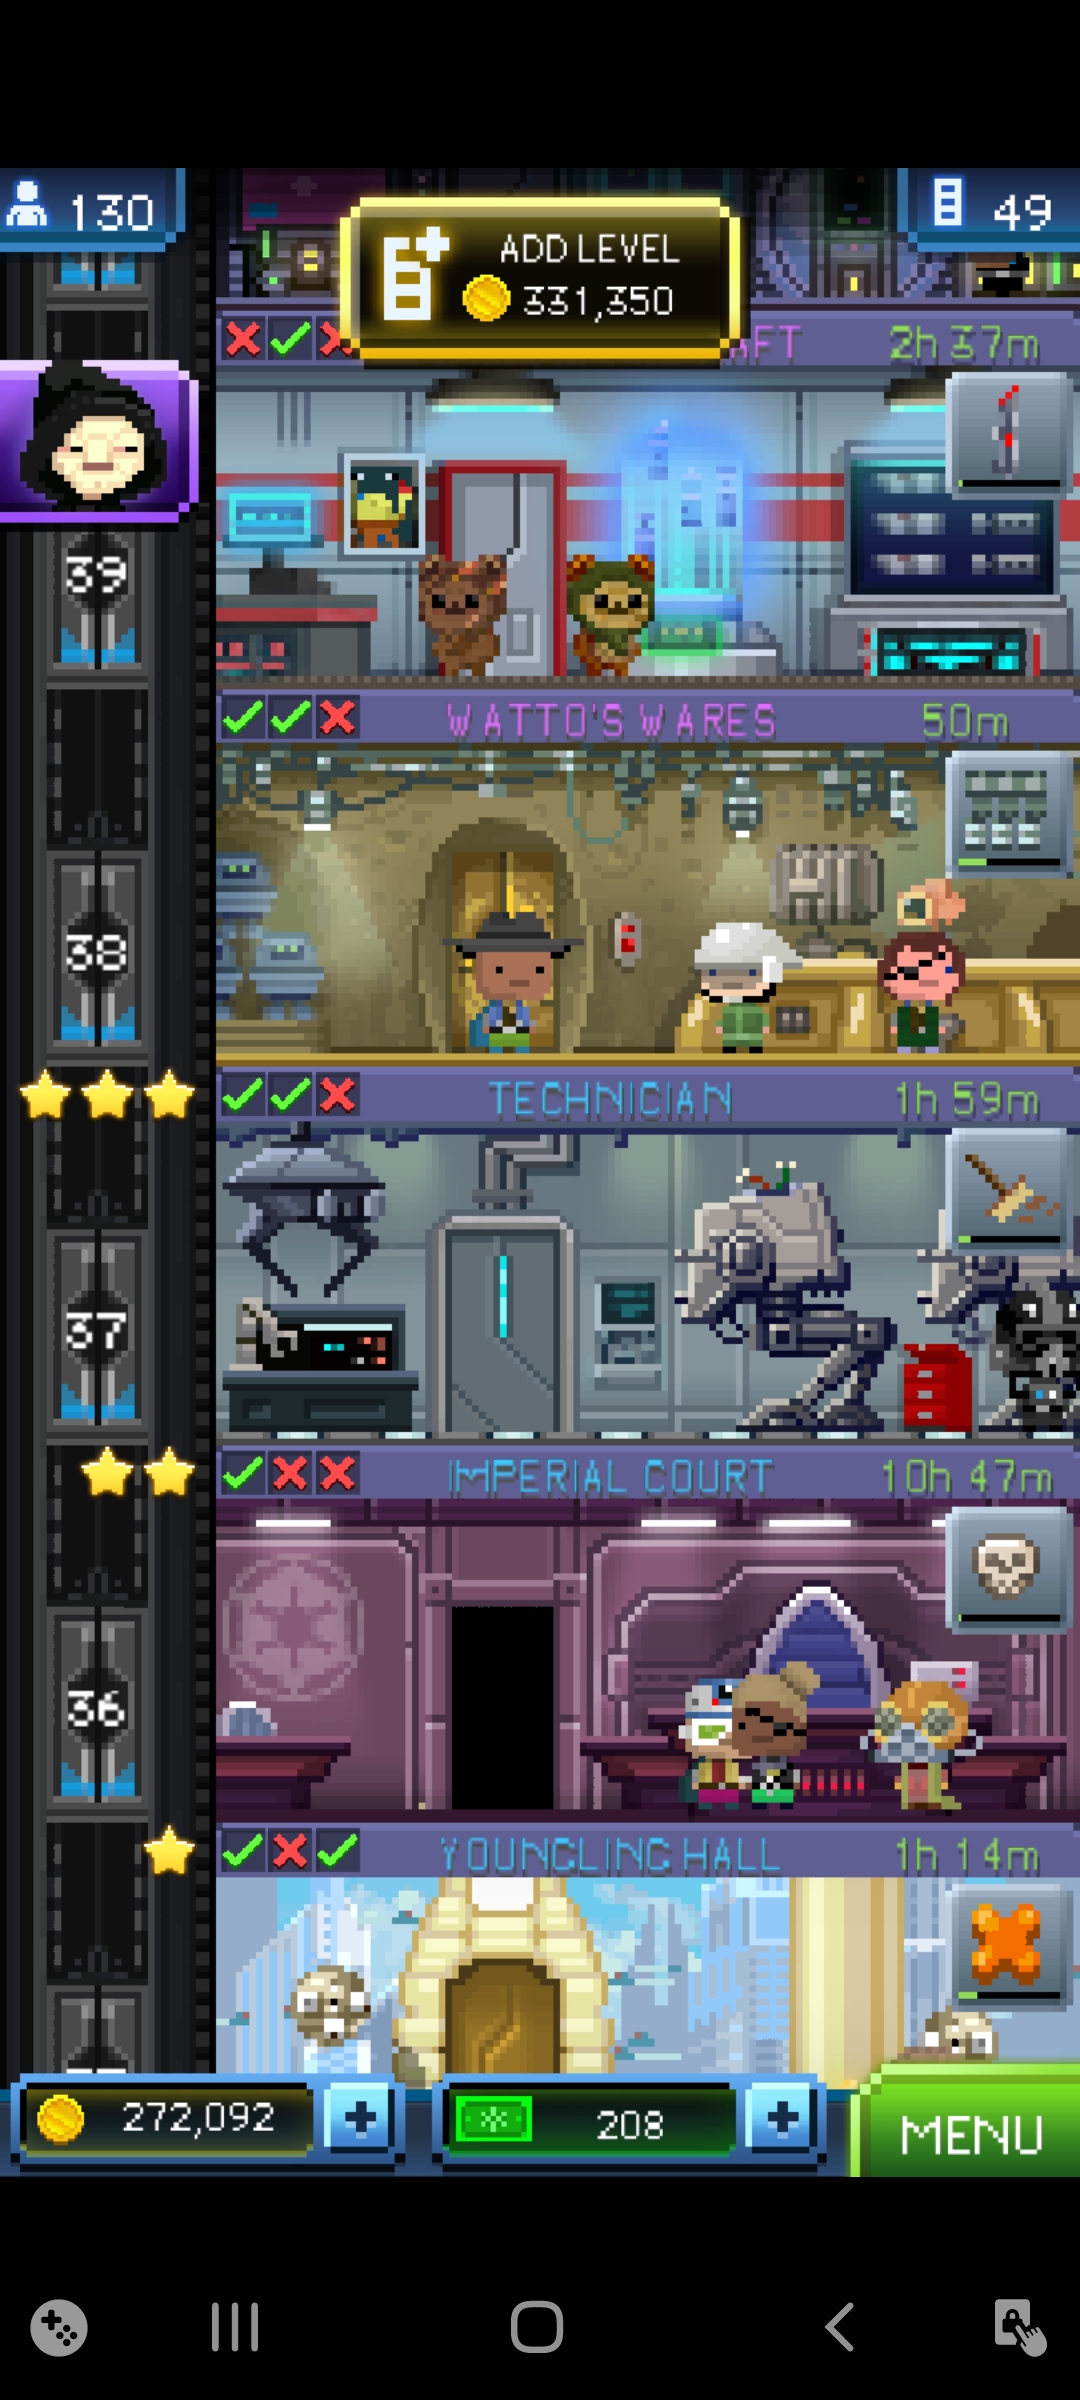 130
49
ADD LEVEL
331,350
2h 37m
39
WATTO'S WARES
50m
38
TECHNICIAN
1h 59m
37
IMPERIAL COURT
10h 47m
36
YOUNGLING HALL
1h 14m
272,092
208
MENU